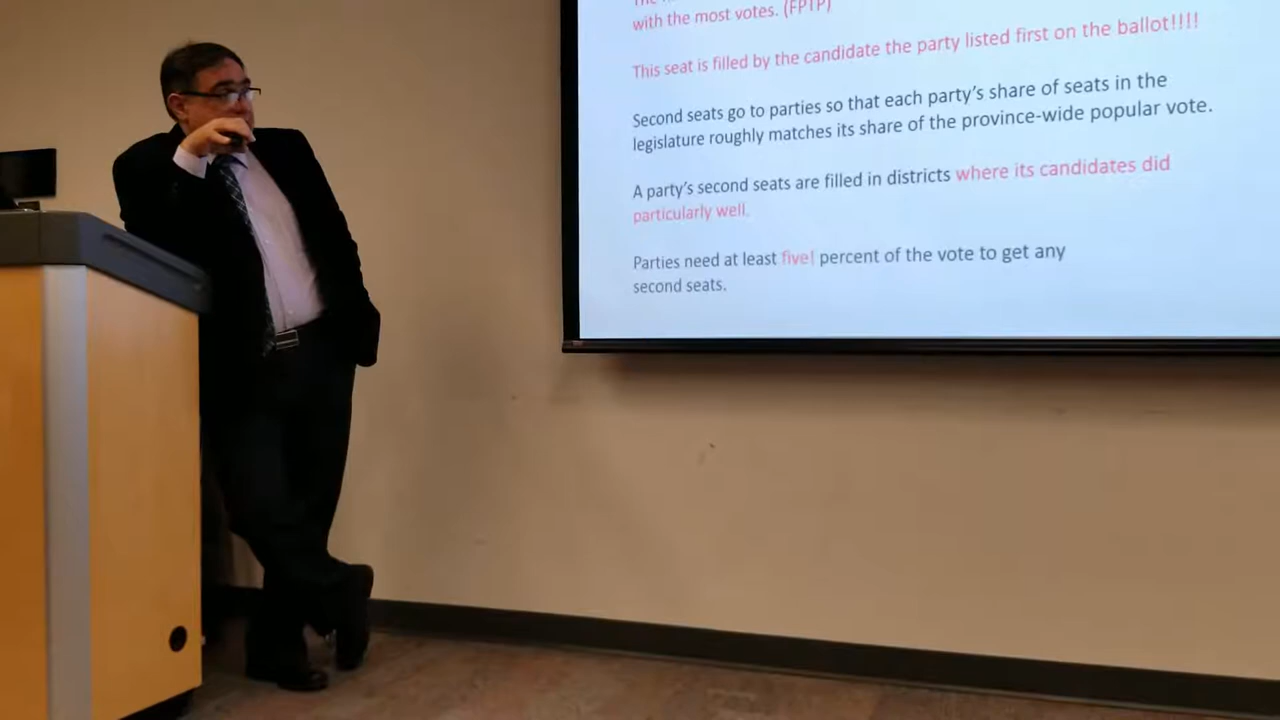 with the most votes. (FPTP)
This seat is filled by the candidate the party listed first on the ballot!!!!
Second seats go to parties so that each party's share of seats in the
legislature roughly matches its share of the province-wide popular vote.
A party's second seats are filled in districts where its candidates did
particularly well.
Parties need at least five! percent of the vote to get any
second seats.